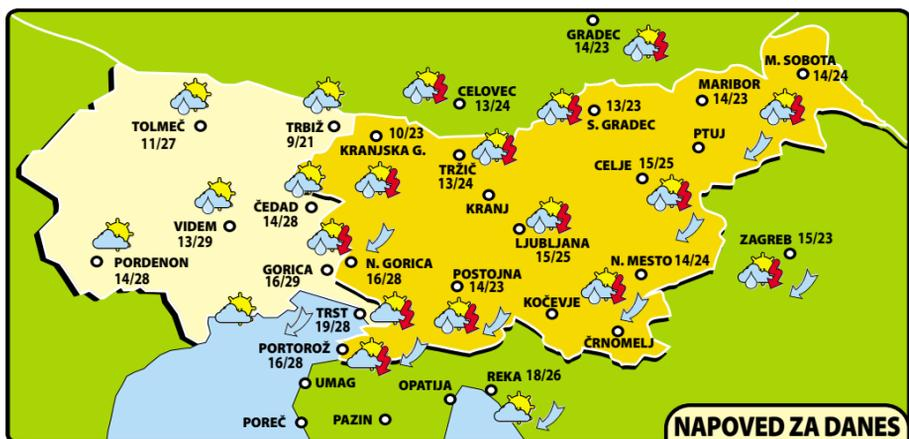 GRADEC
14/23
M. SOBOTA
14/24
CELOVEC
13/24
MARIBOR
14/23
13/23
S. GRADEC
TOLMEČ
11/27
TRBIŽ
9/21
10/23
KRANJSKA G.
PTUJ
TRŽIČ
13/24
CELJE 15/25
KRANJ
ČEDAD
14/28
VIDEM
13/29
LJUBLJANA
15/25
ZAGREB 15/23
PORDENON
14/28
GORICA
16/29
N. GORICA
16/28
POSTOJNA
14/23
N. MESTO 14/24
KOČEVJE
TRST
19/28
ČRNOMELJ
PORTOROŽ
16/28
UMAG
OPATIJA
REKA 18/26
POREČ
PAZIN
NAPOVED ZA DANES